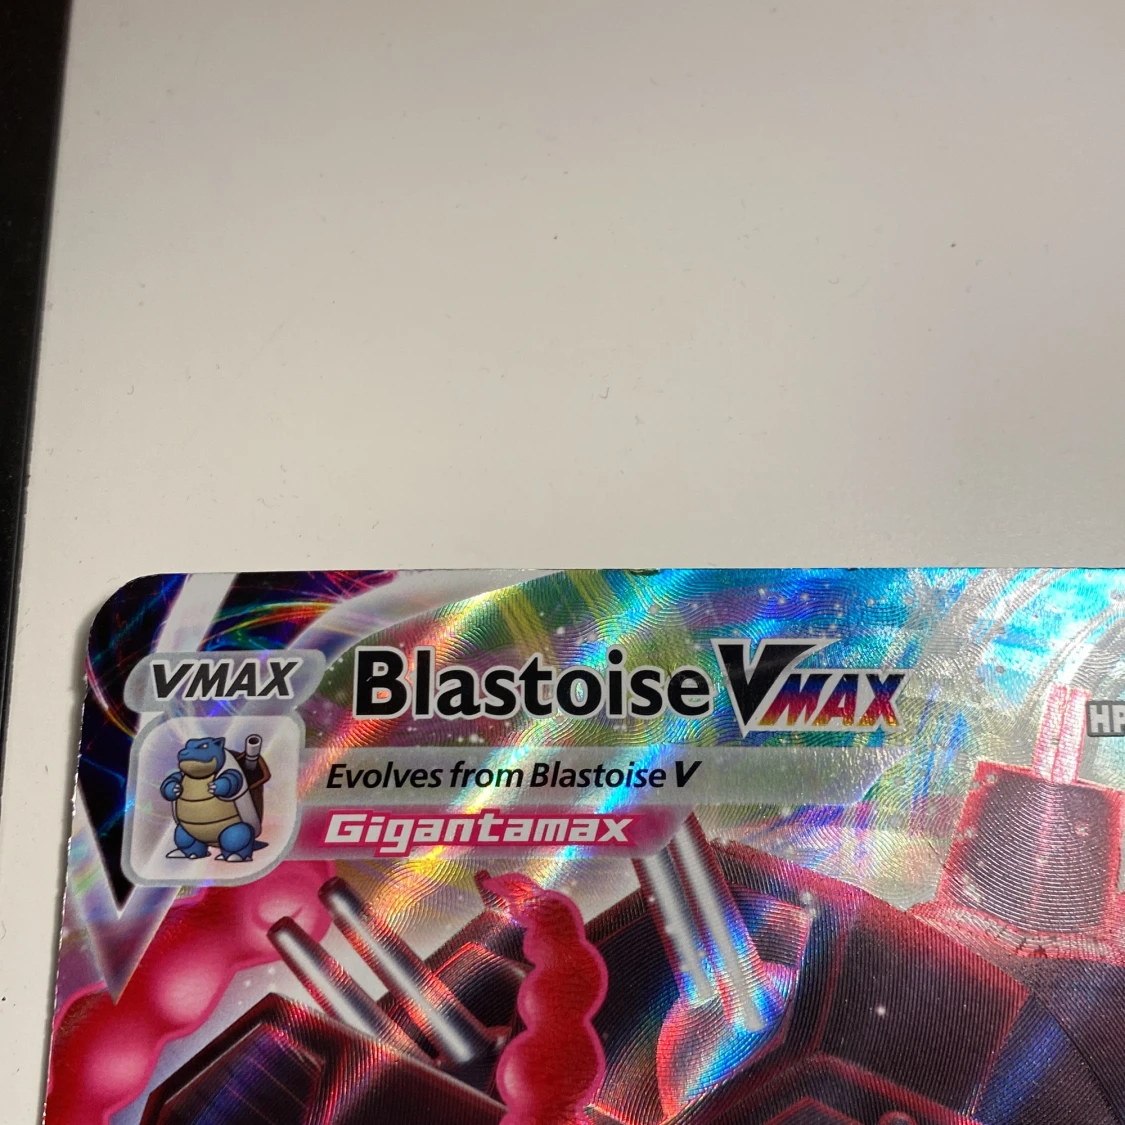 VMAX
Blastoise VMAX
HP
Evolves from Blastoise V
Gigantamax